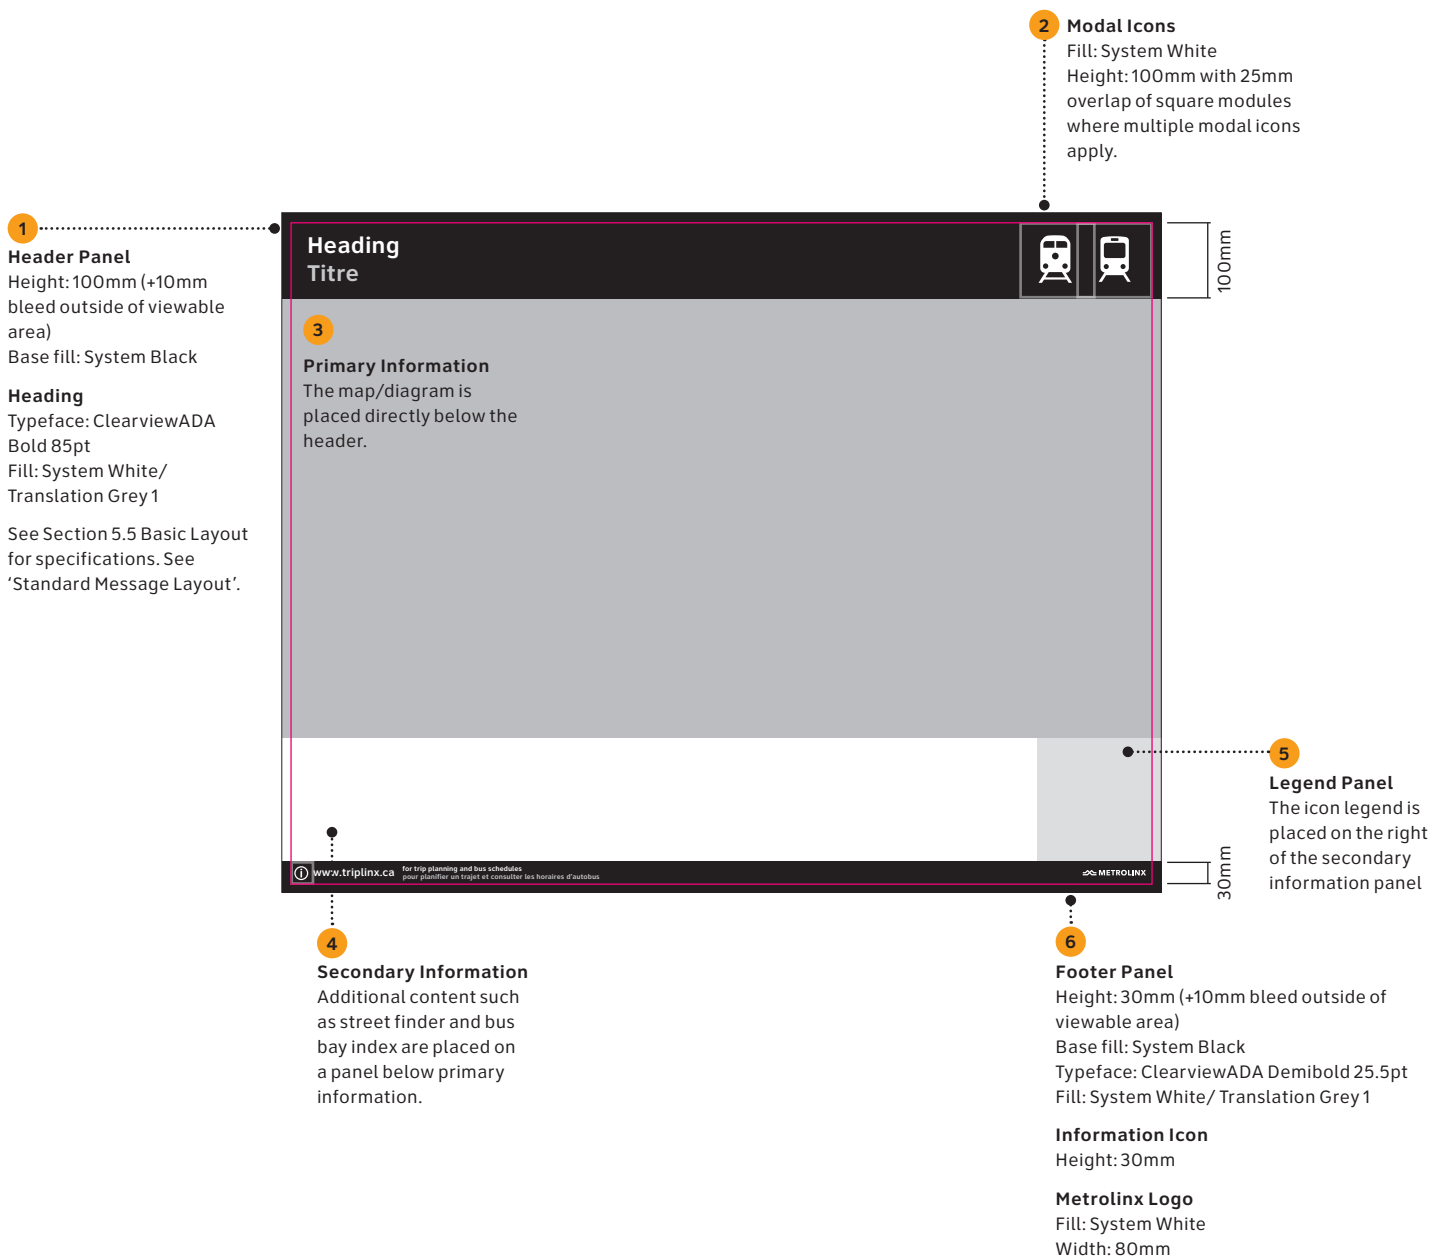 2
Modal Icons
Fill: System White
Height: 100mm with 25mm
overlap of square modules
where multiple modal icons
apply.
1
Header Panel
Height: 100mm (+10mm
bleed outside of viewable
area)
Base fill: System Black
Heading
Typeface: ClearviewADA
Bold 85pt
Fill: System White/
Translation Grey 1
See Section 5.5 Basic Layout
for specifications. See
‘Standard Message Layout’.
Heading
Titre
100mm
3
Primary Information
The map/diagram is
placed directly below the
header.
5
Legend Panel
The icon legend is
placed on the right
of the secondary
information panel
www.triplinx.ca
for trip planning and bus schedules
pour planifier un trajet et consulter les horaires d'autobus
METROLINX
30mm
4
Secondary Information
Additional content such
as street finder and bus
bay index are placed on
a panel below primary
information.
6
Footer Panel
Height: 30mm (+10mm bleed outside of
viewable area)
Base fill: System Black
Typeface: ClearviewADA Demibold 25.5pt
Fill: System White/ Translation Grey 1
Information Icon
Height: 30mm
Metrolinx Logo
Fill: System White
Width: 80mm